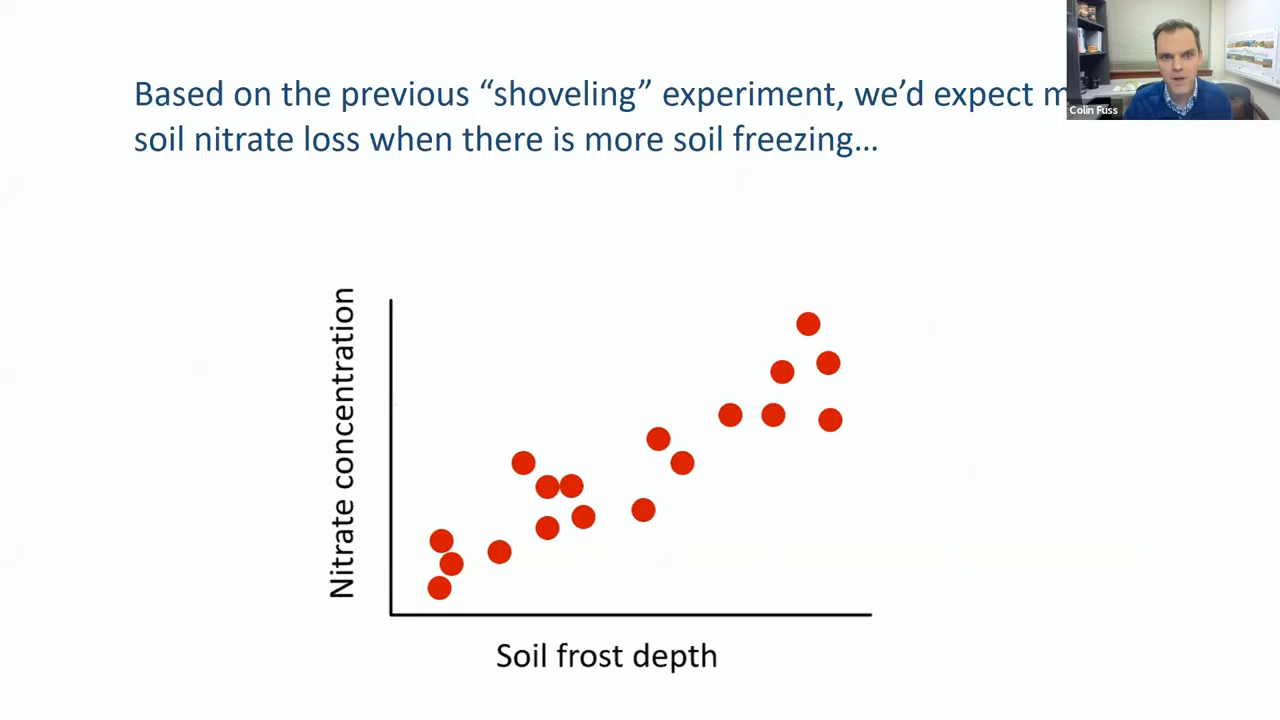 Based on the previous “shoveling” experiment, we’d expect
soil nitrate loss when there is more soil freezing…
Colin Fuss
Nitrate concentration
Soil frost depth